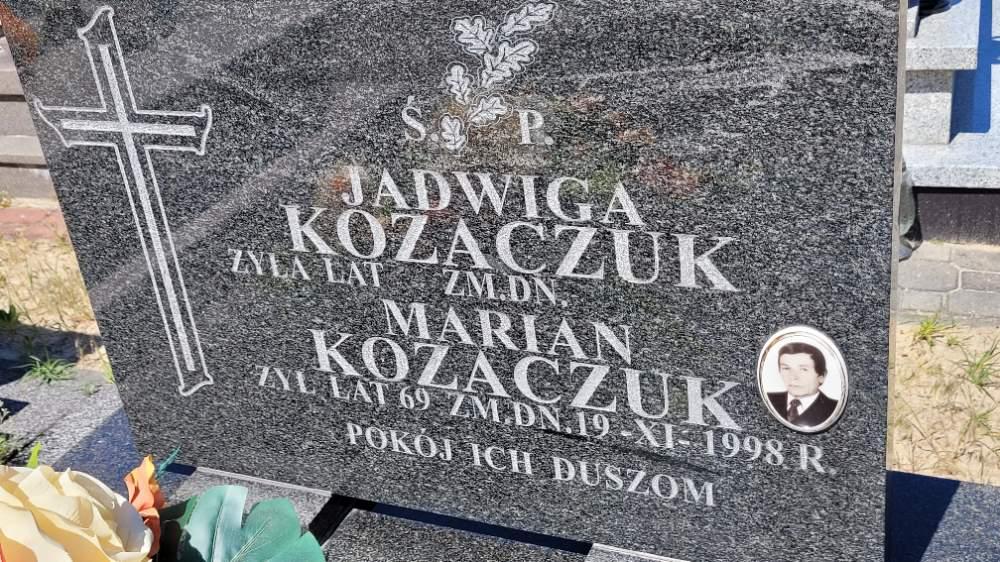 Ś. P.
JADWIGA
KOZACZUK
ŻYŁA LAT ZM.DN.
MARIAN
KOZACZUK
ŻYŁ LAT 69 ZM.DN.19-XI-1998 R.
POKÓJ ICH DUSZOM